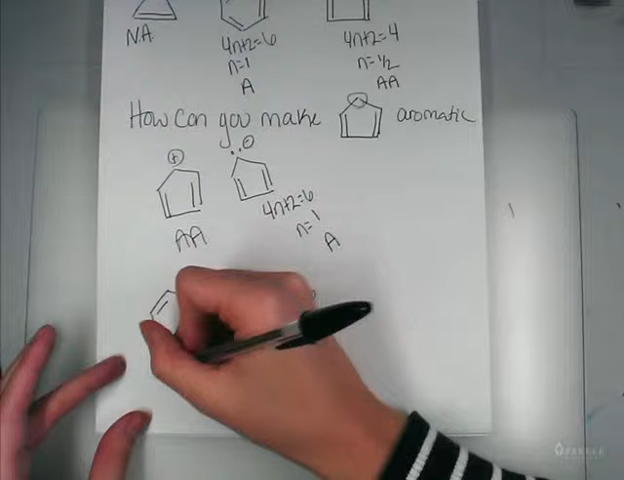 NA
4n+2=6
n=1
A
4n+2=4
n=1/2
AA
How can you make aromatic
+
AA
4n+2=6
n=1
A